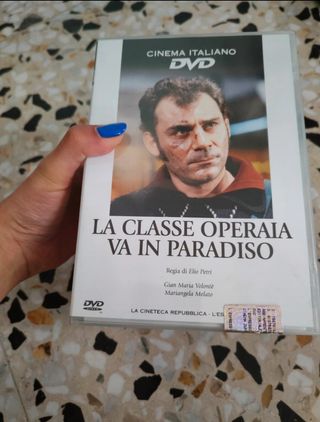 CINEMA ITALIANO
DVD
LA CLASSE OPERAIA
VA IN PARADISO
Regia di Elio Petri
Gian Maria Volonté
Mariangela Melato
DVD
LA CINETECA REPUBBLICA - L'ES